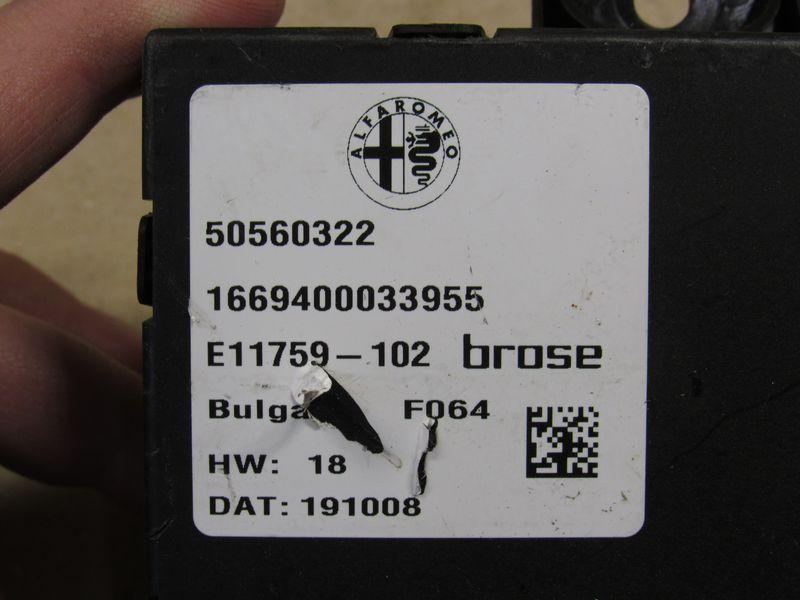 ALFA ROMEO
50560322
1669400033955
E11759-102 brose
Bulga F064
HW: 18
DAT: 191008